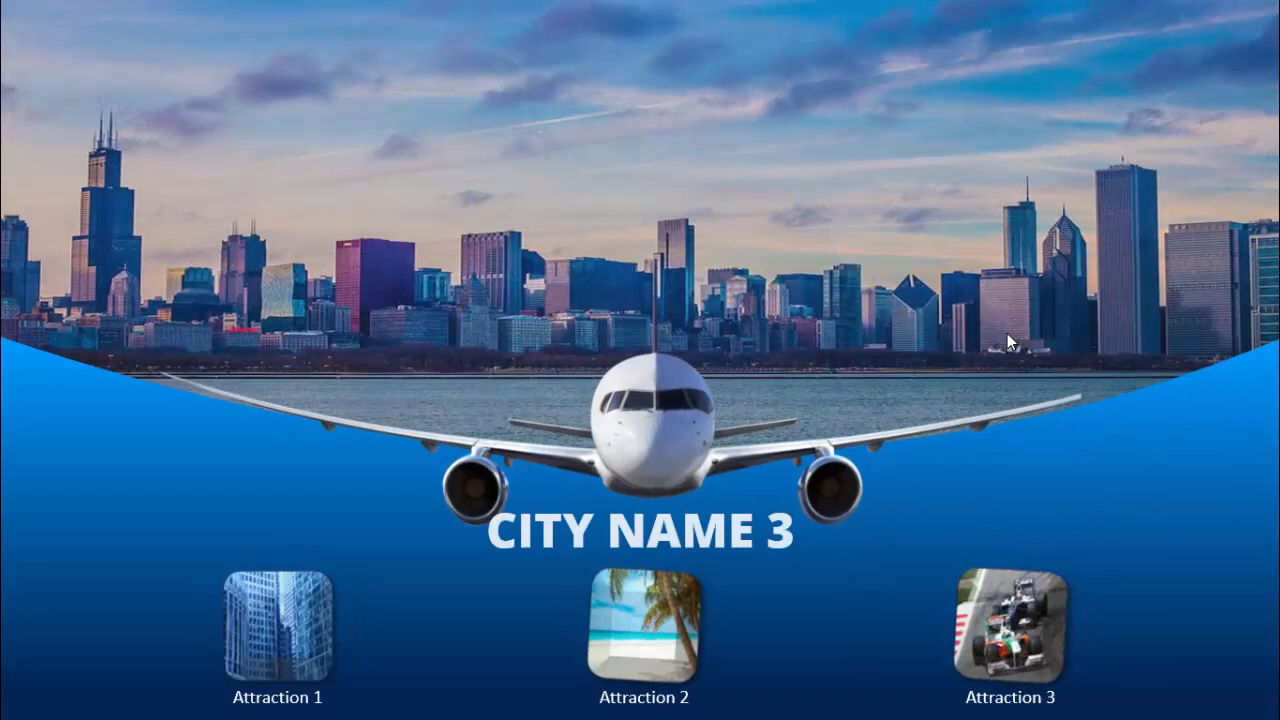 CITY NAME 3
Attraction 1
Attraction 2
Attraction 3